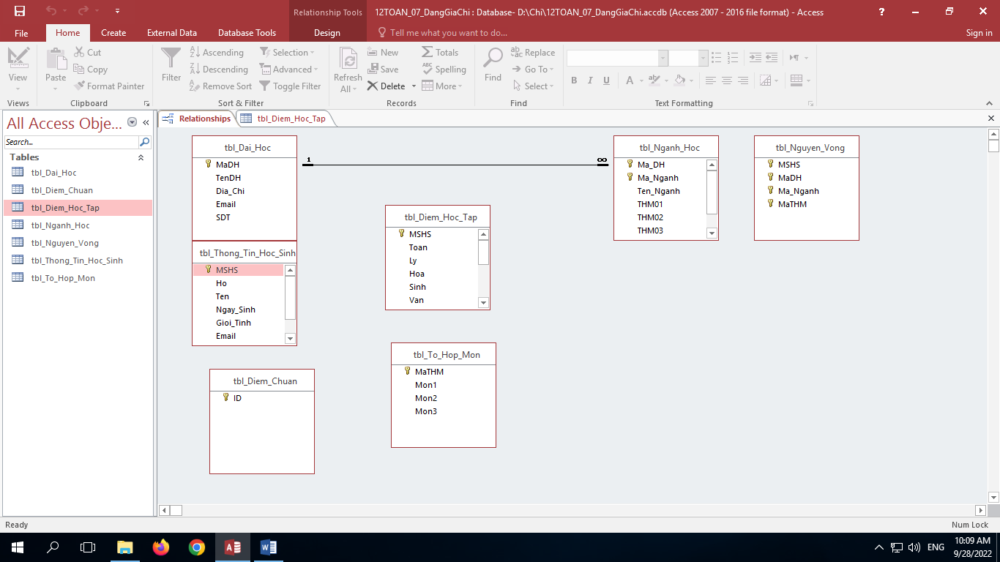 Relationship Tools
12TOAN_07_DangGiaChi : Database- D:\Chi\12TOAN_07_DangGiaChi.accdb (Access 2007 - 2016 file format) - Access
?
File
Home
Create
External Data
Database Tools
Design
Tell me what you want to do...
Sign in
View
Views
Paste
Cut
Copy
Format Painter
Clipboard
Filter
Ascending
Descending
Remove Sort
Selection
Advanced
Toggle Filter
Sort & Filter
Refresh
All
New
Save
Delete
Totals
Spelling
More
Records
Find
Replace
Go To
Select
Find
B I U
A
Text Formatting
All Access Obje...
Search...
Tables
tbl_Dai_Hoc
tbl_Diem_Chuan
tbl_Diem_Hoc_Tap
tbl_Nganh_Hoc
tbl_Nguyen_Vong
tbl_Thong_Tin_Hoc_Sinh
tbl_To_Hop_Mon
Relationships
tbl_Diem_Hoc_Tap
tbl_Dai_Hoc
MaDH
TenDH
Dia_Chi
Email
SDT
1
∞
tbl_Nganh_Hoc
Ma_DH
Ma_Nganh
Ten_Nganh
THM01
THM02
THM03
tbl_Nguyen_Vong
MSHS
MaDH
Ma_Nganh
MaTHM
tbl_Diem_Hoc_Tap
MSHS
Toan
Ly
Hoa
Sinh
Van
tbl_Thong_Tin_Hoc_Sinh
MSHS
Ho
Ten
Ngay_Sinh
Gioi_Tinh
Email
tbl_To_Hop_Mon
MaTHM
Mon1
Mon2
Mon3
tbl_Diem_Chuan
ID
Ready
Num Lock
ENG
10:09 AM
9/28/2022